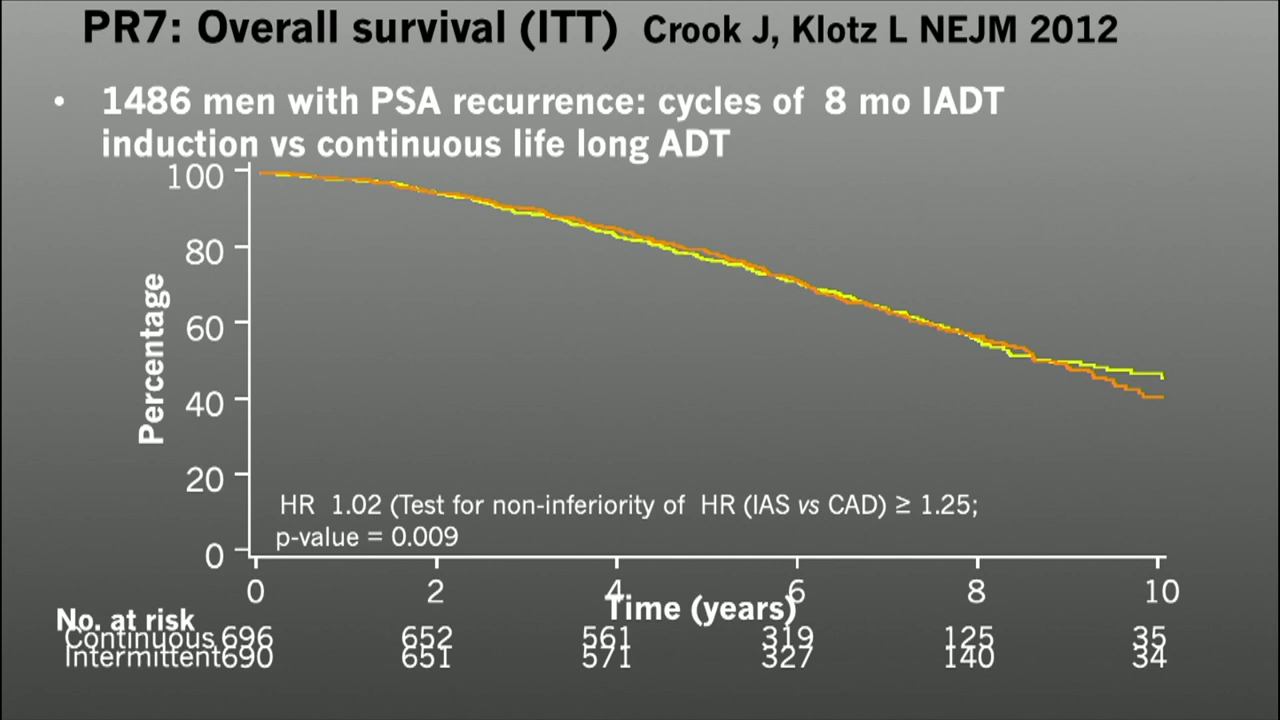 PR7: Overall survival (ITT) Crook J, Klotz L NEJM 2012
• 1486 men with PSA recurrence: cycles of 8 mo IADT
induction vs continuous life long ADT
100
80
60
40
20
0
Percentage
HR 1.02 (Test for non-inferiority of HR (IAS vs CAD) ≥ 1.25;
p-value = 0.009
0 2 4 6 8 10
Time (years)
No. at risk
Continuous 696 652 561 319 125 35
Intermittent 690 651 571 327 140 34